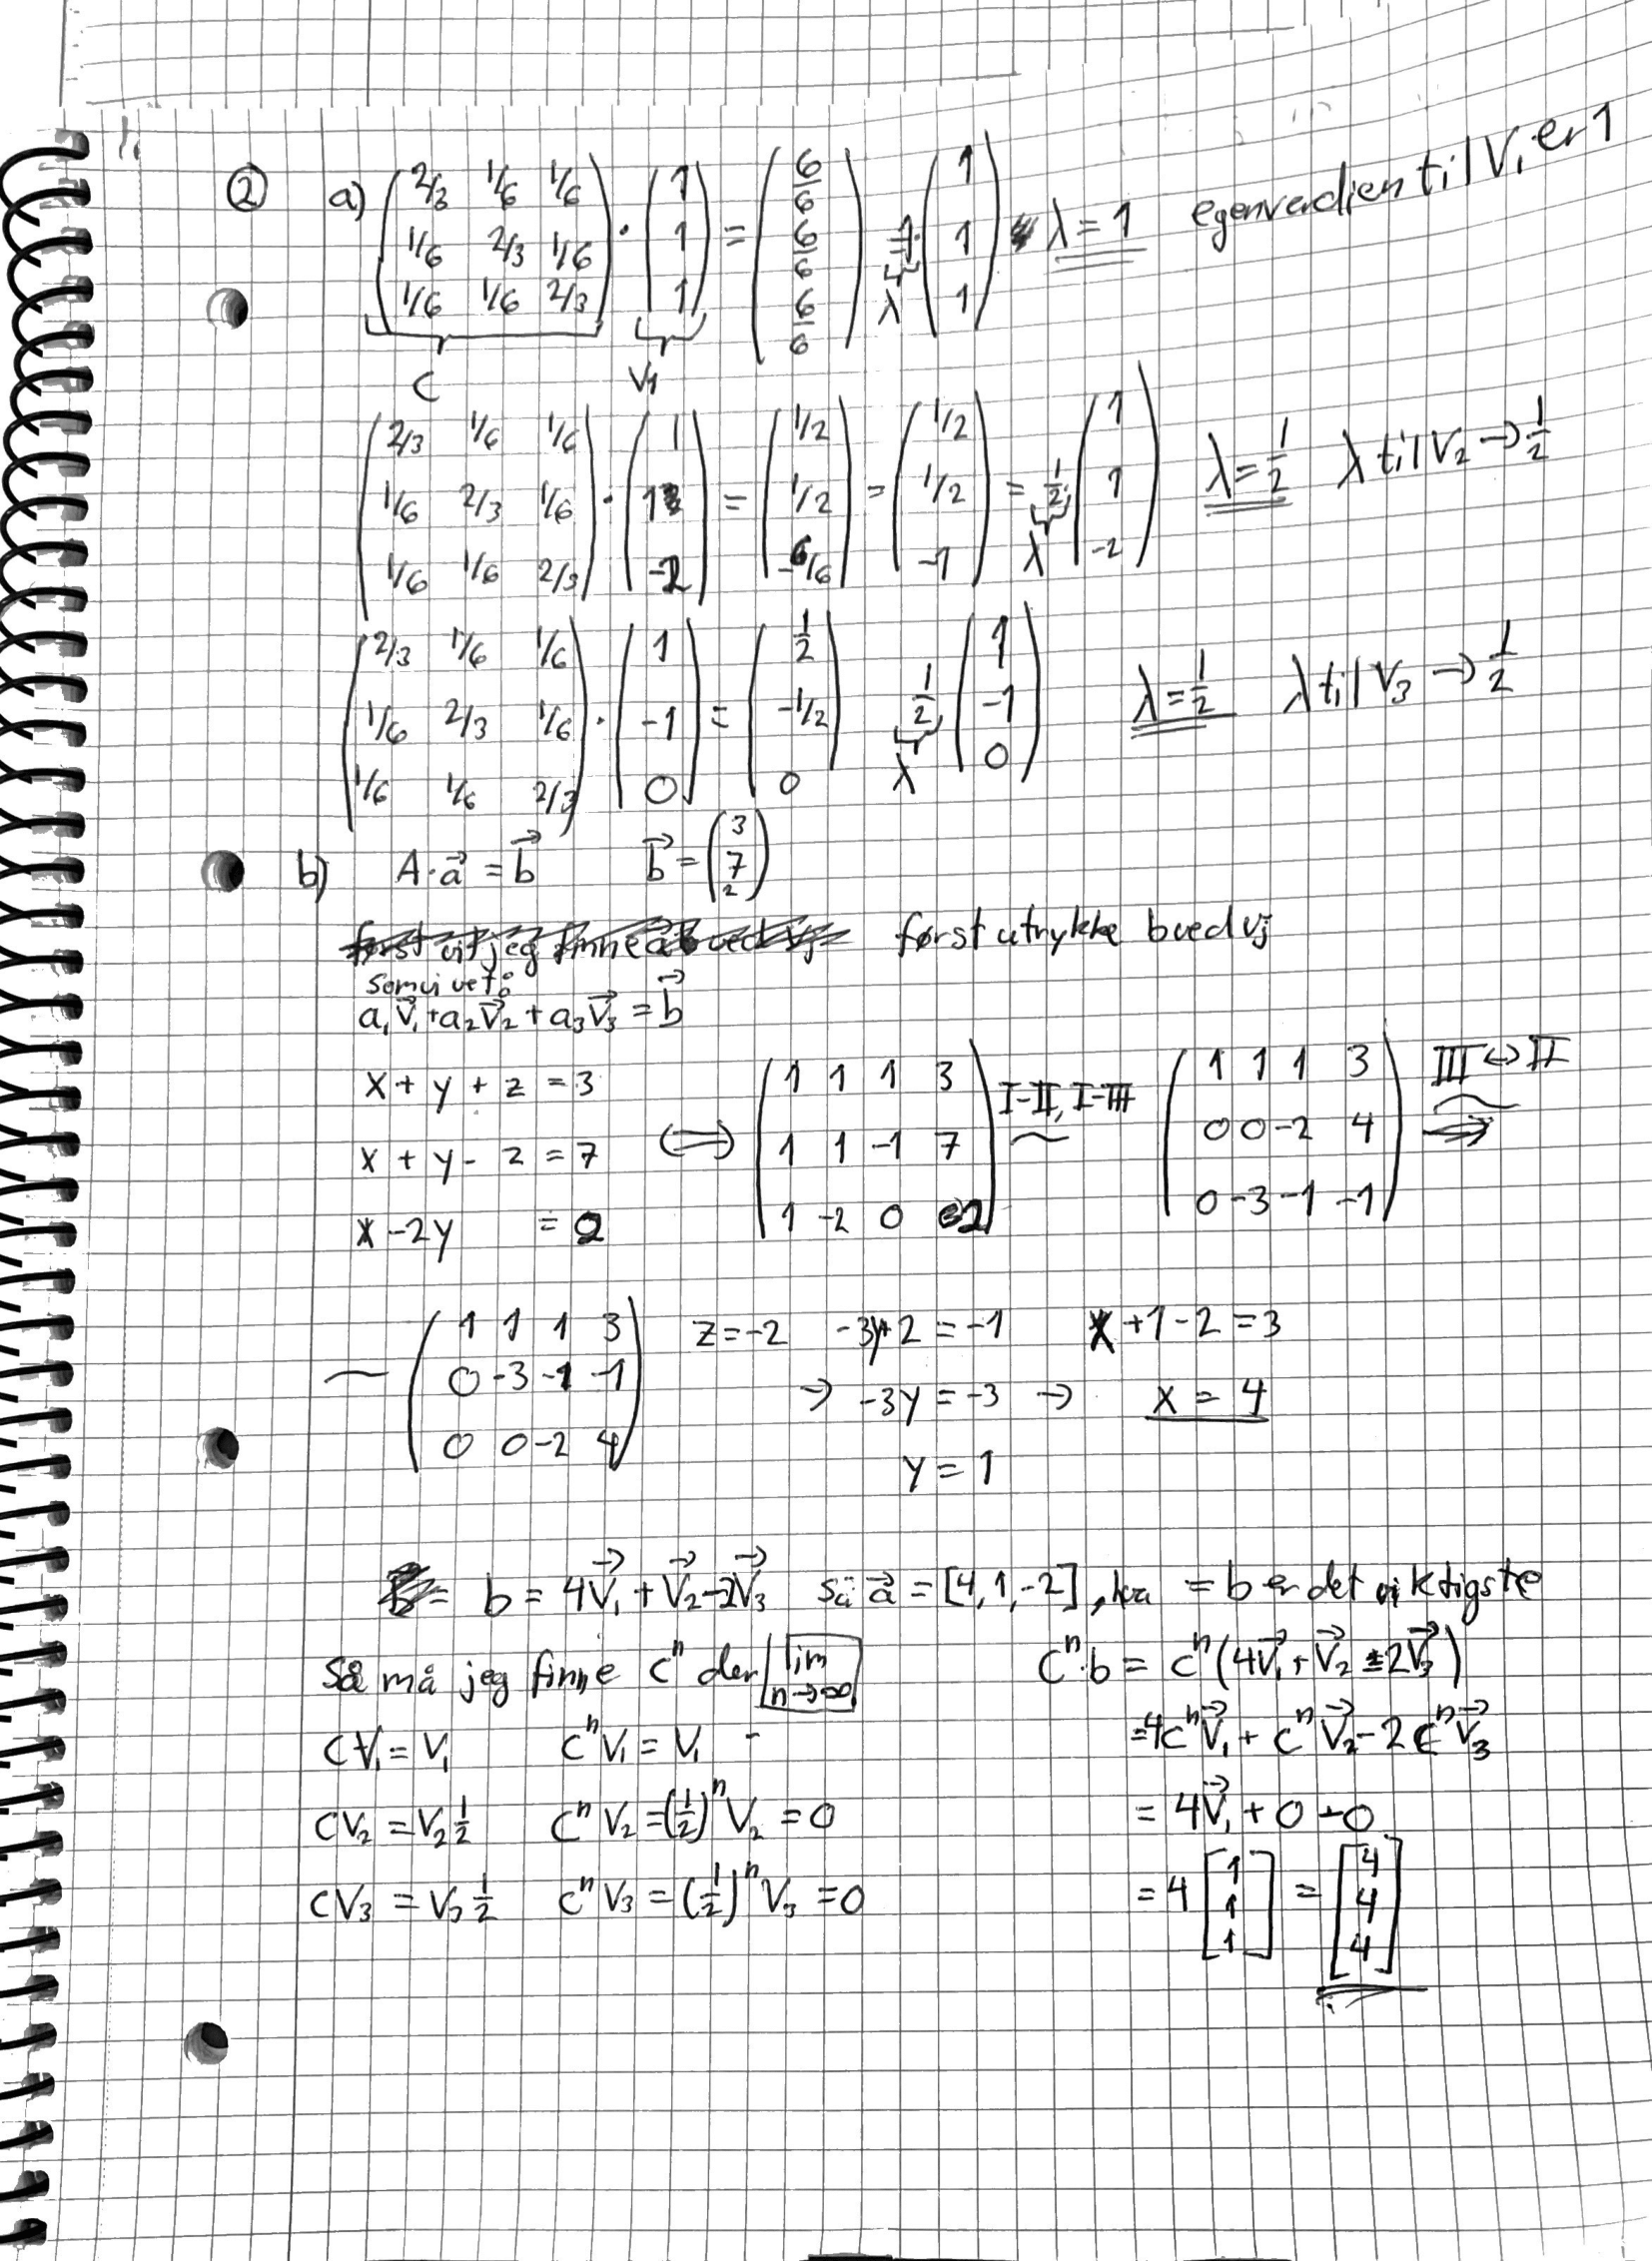 ② a) (2/3 1/6 1/6; 1/6 2/3 1/6; 1/6 1/6 2/3) · (1; 1; 1) = (6/6; 6/6; 6/6) = 1· (1; 1; 1) λ = 1 egenverdien til V₁ er 1
C V₁ λ
(2/3 1/6 1/6; 1/6 2/3 1/6; 1/6 1/6 2/3) · (1; 1; -2) = (1/2; 1/2; -6/6) = (1/2; 1/2; -1) = 1/2 · (1; 1; -2) λ = 1/2 λ til V₂ → 1/2
λ
(2/3 1/6 1/6; 1/6 2/3 1/6; 1/6 1/6 2/3) · (1; -1; 0) = (1/2; -1/2; 0) 1/2 (1; -1; 0) λ = 1/2 λ til V₃ → 1/2
λ
b) A·a⃗ = b⃗ b⃗ = (3; 7; 2)
først utrykke b ved vj
som vi vet:
a₁v⃗₁ + a₂v⃗₂ + a₃v⃗₃ = b⃗
x + y + z = 3
x + y - z = 7
x - 2y = 2
⟺ (1 1 1 3; 1 1 -1 7; 1 -2 0 2) I-II, I-III ~ (1 1 1 3; 0 0 -2 4; 0 -3 -1 -1) III ↔ II ~
~ (1 1 1 3; 0 -3 -1 -1; 0 0 -2 4) z = -2 -3y+2 = -1 x + 1 - 2 = 3
→ -3y = -3 → x = 4
y = 1
b = 4v⃗₁ + v⃗₂ - 2v⃗₃ så a⃗ = [4, 1, -2], = b er det viktigste
Så må jeg finne Cⁿ der lim n→∞
CV₁ = V₁ CⁿV₁ = V₁
CV₂ = V₂ 1/2 CⁿV₂ = (1/2)ⁿ V₂ = 0
CV₃ = V₃ 1/2 CⁿV₃ = (1/2)ⁿ V₃ = 0
Cⁿ·b = Cⁿ(4v⃗₁ + v⃗₂ - 2v⃗₃)
= 4Cⁿv⃗₁ + Cⁿv⃗₂ - 2Cⁿv⃗₃
= 4v⃗₁ + 0 - 0
= 4 [1; 1; 1] = [4; 4; 4]